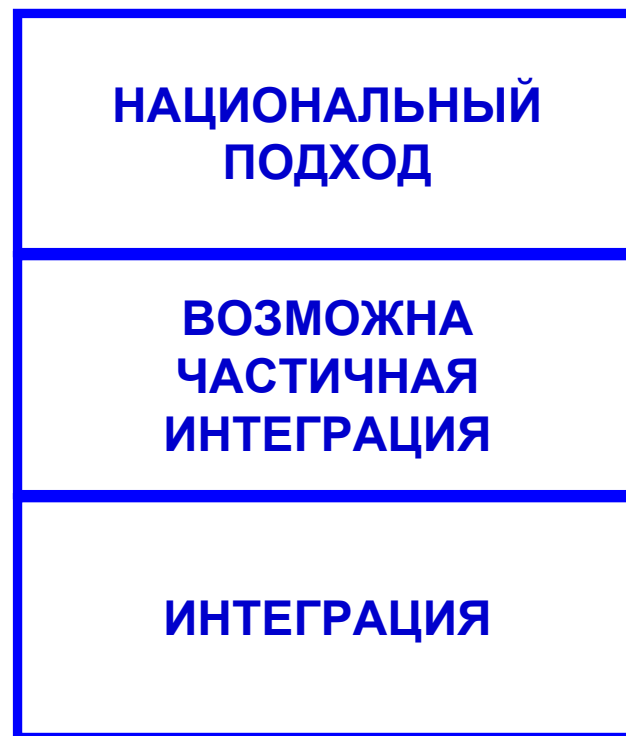 НАЦИОНАЛЬНЫЙ
ПОДХОД
ВОЗМОЖНА
ЧАСТИЧНАЯ
ИНТЕГРАЦИЯ
ИНТЕГРАЦИЯ